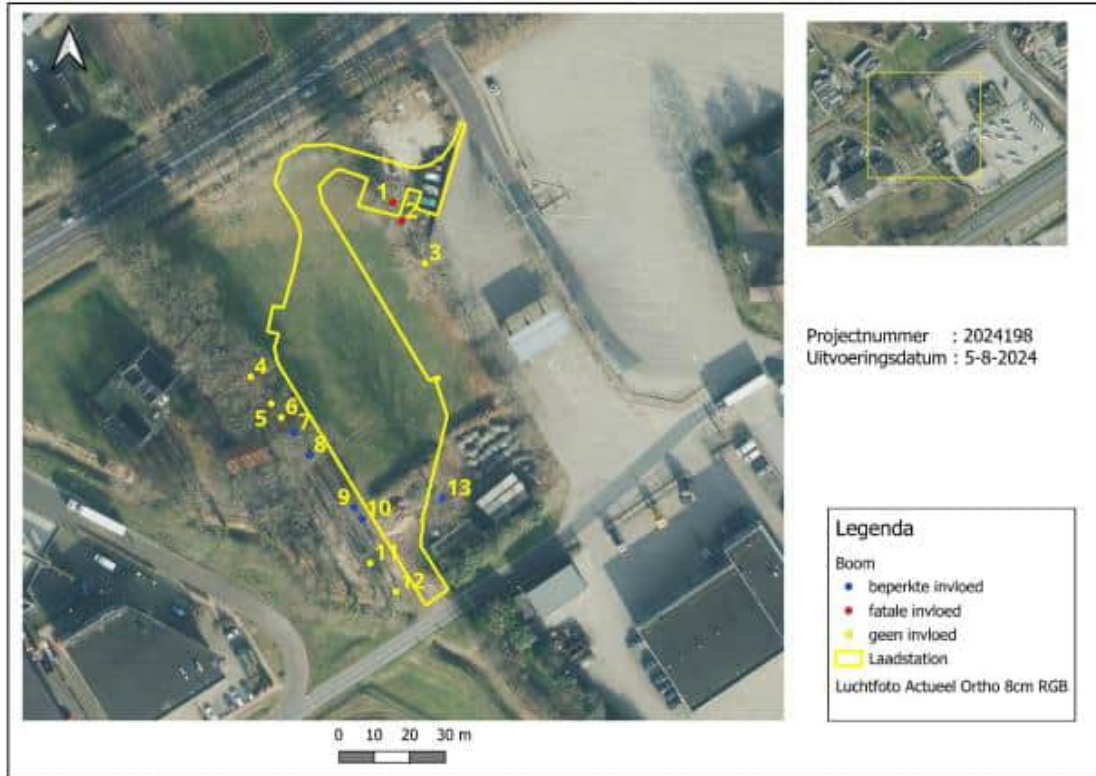 1
2
3
4
5
6
7
8
9
10
11
12
13
Projectnummer : 2024198
Uitvoeringsdatum : 5-8-2024
Legenda
Boom
beperkte invloed
fatale invloed
geen invloed
Laadstation
Luchtfoto Actueel Ortho 8cm RGB
0 10 20 30 m